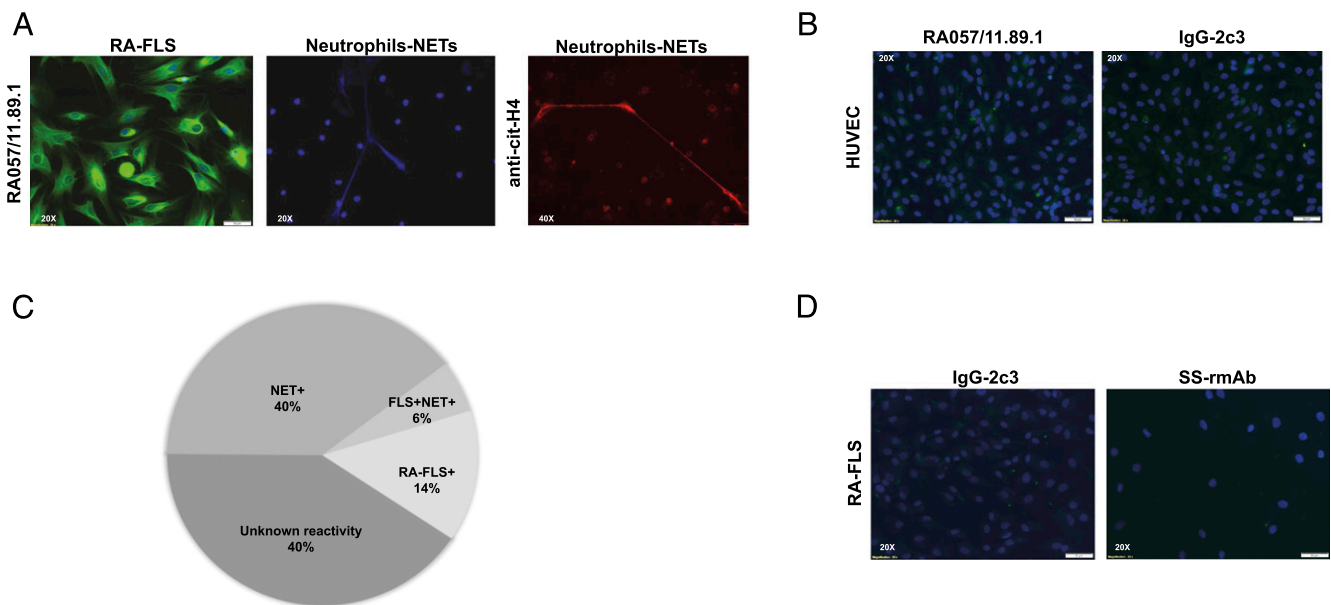 A
RA-FLS
Neutrophils-NETs
Neutrophils-NETs
RA057/11.89.1
anti-cit-H4
20X
20X
40X
B
RA057/11.89.1
IgG-2c3
HUVEC
20X
20X
C
NET+
40%
FLS+NET+
6%
RA-FLS+
14%
Unknown reactivity
40%
D
IgG-2c3
SS-rmAb
RA-FLS
20X
20X